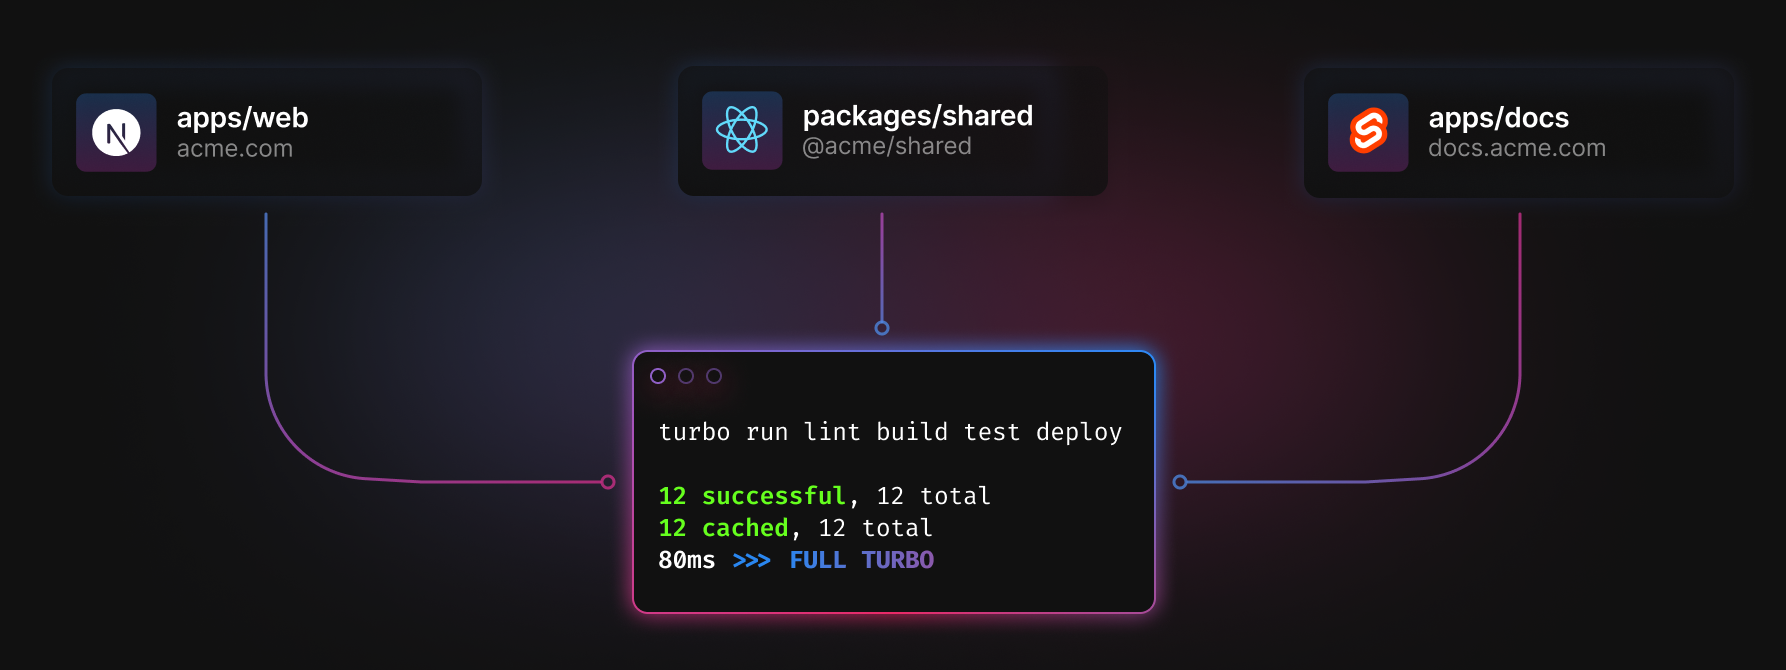 apps/web
acme.com
packages/shared
@acme/shared
apps/docs
docs.acme.com
turbo run lint build test deploy
12 successful, 12 total
12 cached, 12 total
80ms >>> FULL TURBO